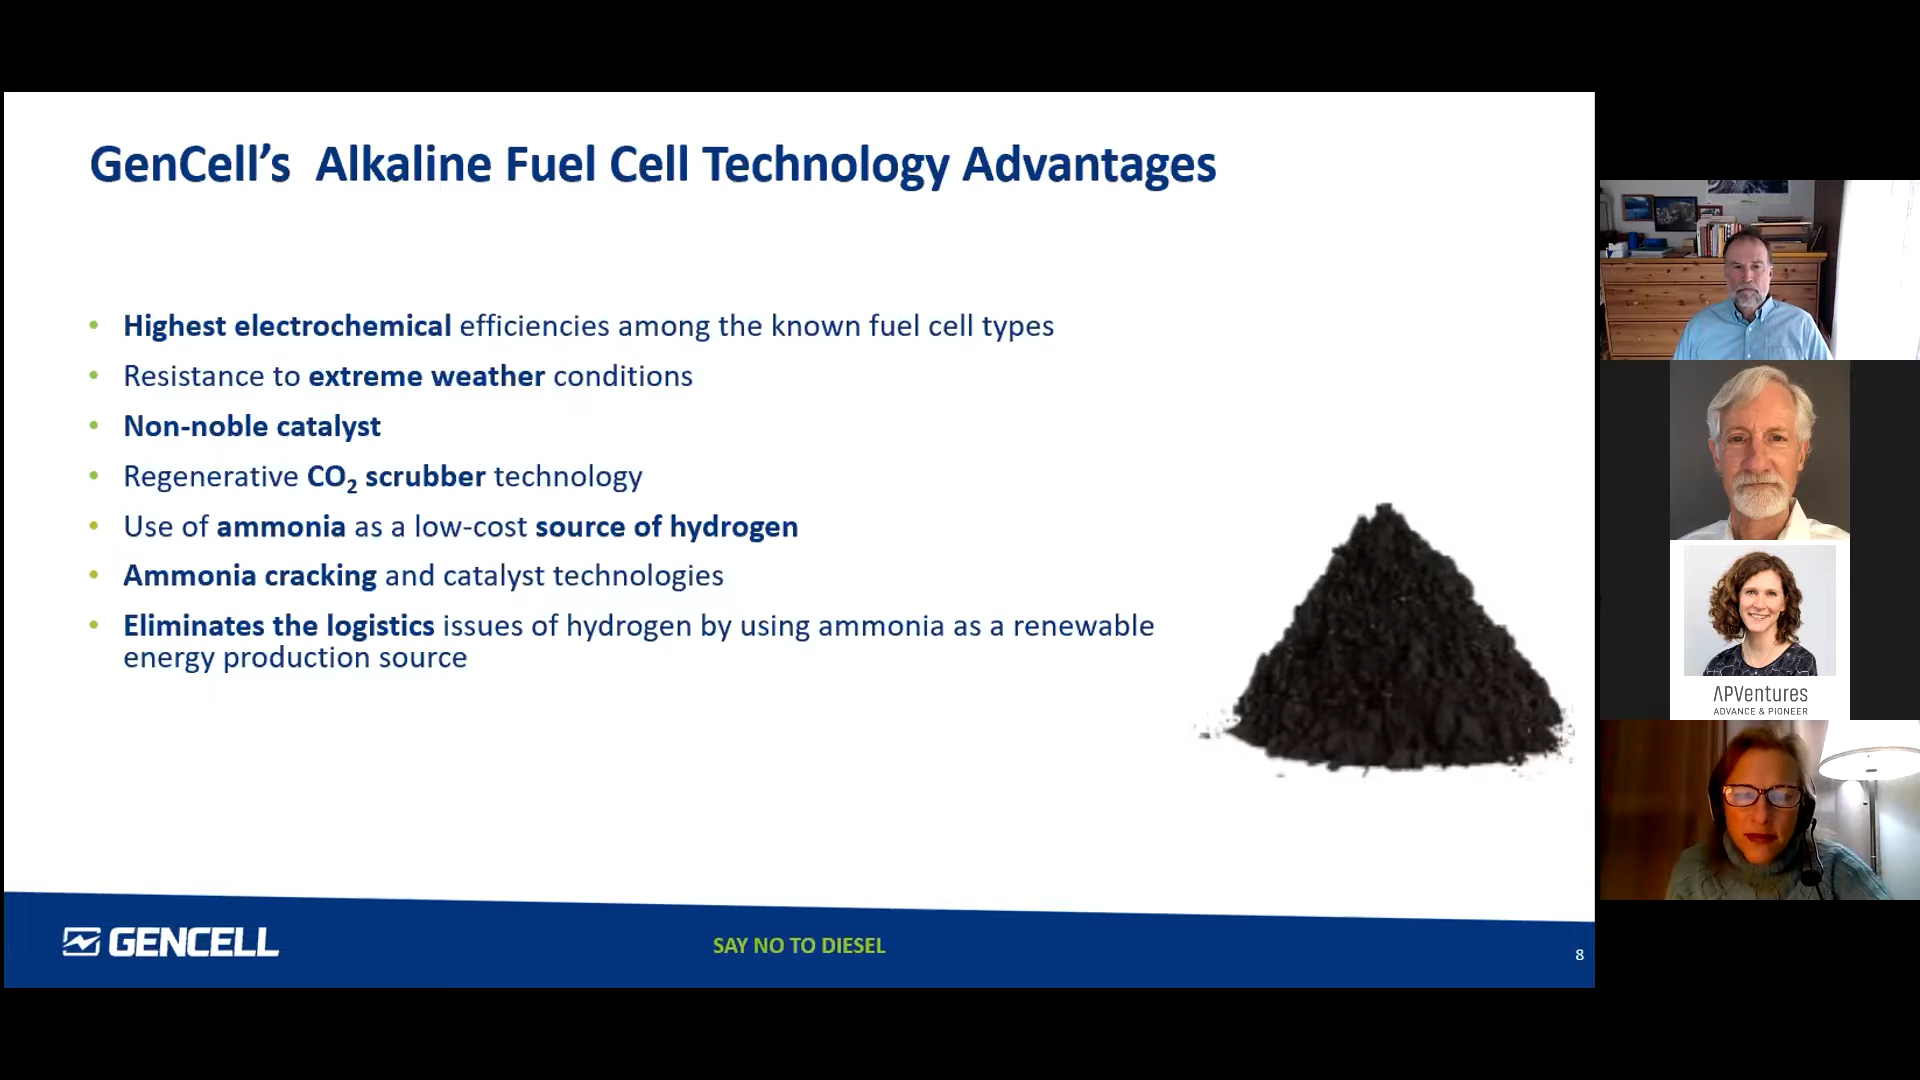 GenCell’s  Alkaline Fuel Cell Technology Advantages
• Highest electrochemical efficiencies among the known fuel cell types
• Resistance to extreme weather conditions
• Non-noble catalyst
• Regenerative CO₂ scrubber technology
• Use of ammonia as a low-cost source of hydrogen
• Ammonia cracking and catalyst technologies
• Eliminates the logistics issues of hydrogen by using ammonia as a renewable
energy production source
GENCELL
SAY NO TO DIESEL
8
APVentures
ADVANCE & PIONEER